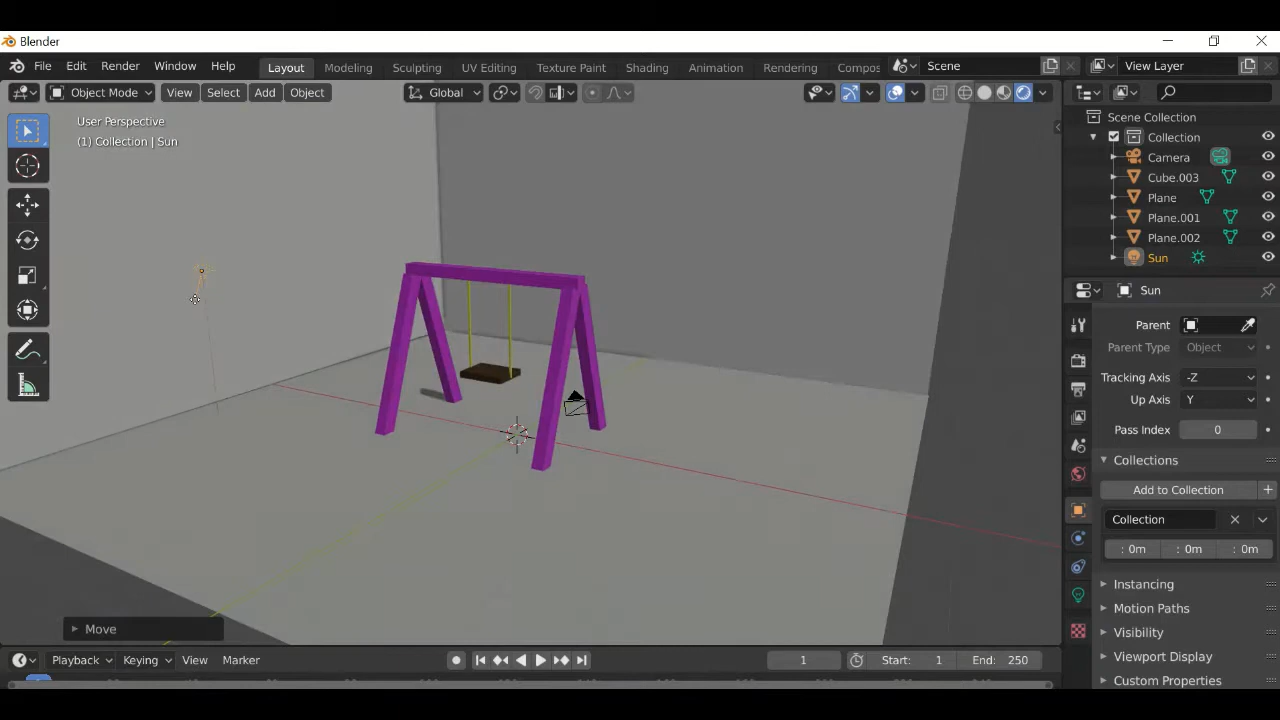 Blender
File Edit Render Window Help Layout Modeling Sculpting UV Editing Texture Paint Shading Animation Rendering Compos Scene View Layer
Object Mode View Select Add Object Global
User Perspective
(1) Collection | Sun
Scene Collection
Collection
Camera
Cube.003
Plane
Plane.001
Plane.002
Sun
Sun
Parent
Parent Type Object
Tracking Axis -Z
Up Axis Y
Pass Index 0
Collections
Add to Collection +
Collection
: 0m : 0m : 0m
Instancing
Motion Paths
Visibility
Viewport Display
Custom Properties
Move
Playback Keying View Marker 1 Start: 1 End: 250